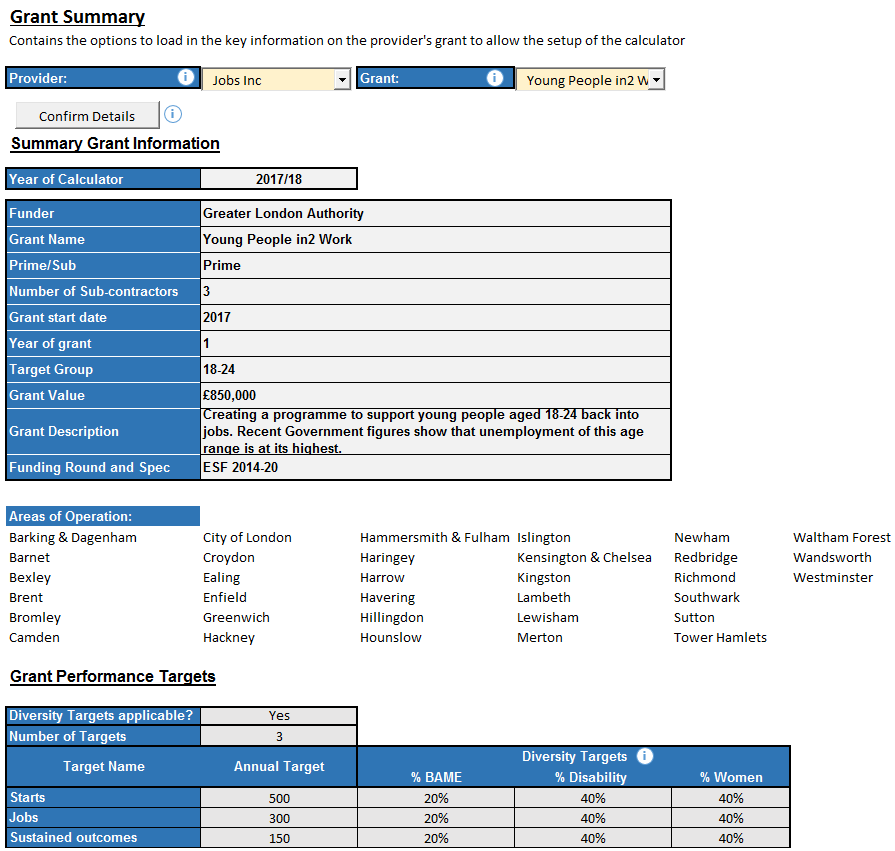 Grant Summary
Contains the options to load in the key information on the provider's grant to allow the setup of the calculator
Provider: i Jobs Inc Grant: i Young People in2 W
Confirm Details i
Summary Grant Information
Year of Calculator 2017/18
Funder Greater London Authority
Grant Name Young People in2 Work
Prime/Sub Prime
Number of Sub-contractors 3
Grant start date 2017
Year of grant 1
Target Group 18-24
Grant Value £850,000
Grant Description Creating a programme to support young people aged 18-24 back into
jobs. Recent Government figures show that unemployment of this age
range is at its highest.
Funding Round and Spec ESF 2014-20
Areas of Operation:
Barking & Dagenham City of London Hammersmith & Fulham Islington Newham Waltham Forest
Barnet Croydon Haringey Kensington & Chelsea Redbridge Wandsworth
Bexley Ealing Harrow Kingston Richmond Westminster
Brent Enfield Havering Lambeth Southwark
Bromley Greenwich Hillingdon Lewisham Sutton
Camden Hackney Hounslow Merton Tower Hamlets
Grant Performance Targets
Diversity Targets applicable? Yes
Number of Targets 3
Target Name Annual Target Diversity Targets i
% BAME % Disability % Women
Starts 500 20% 40% 40%
Jobs 300 20% 40% 40%
Sustained outcomes 150 20% 40% 40%